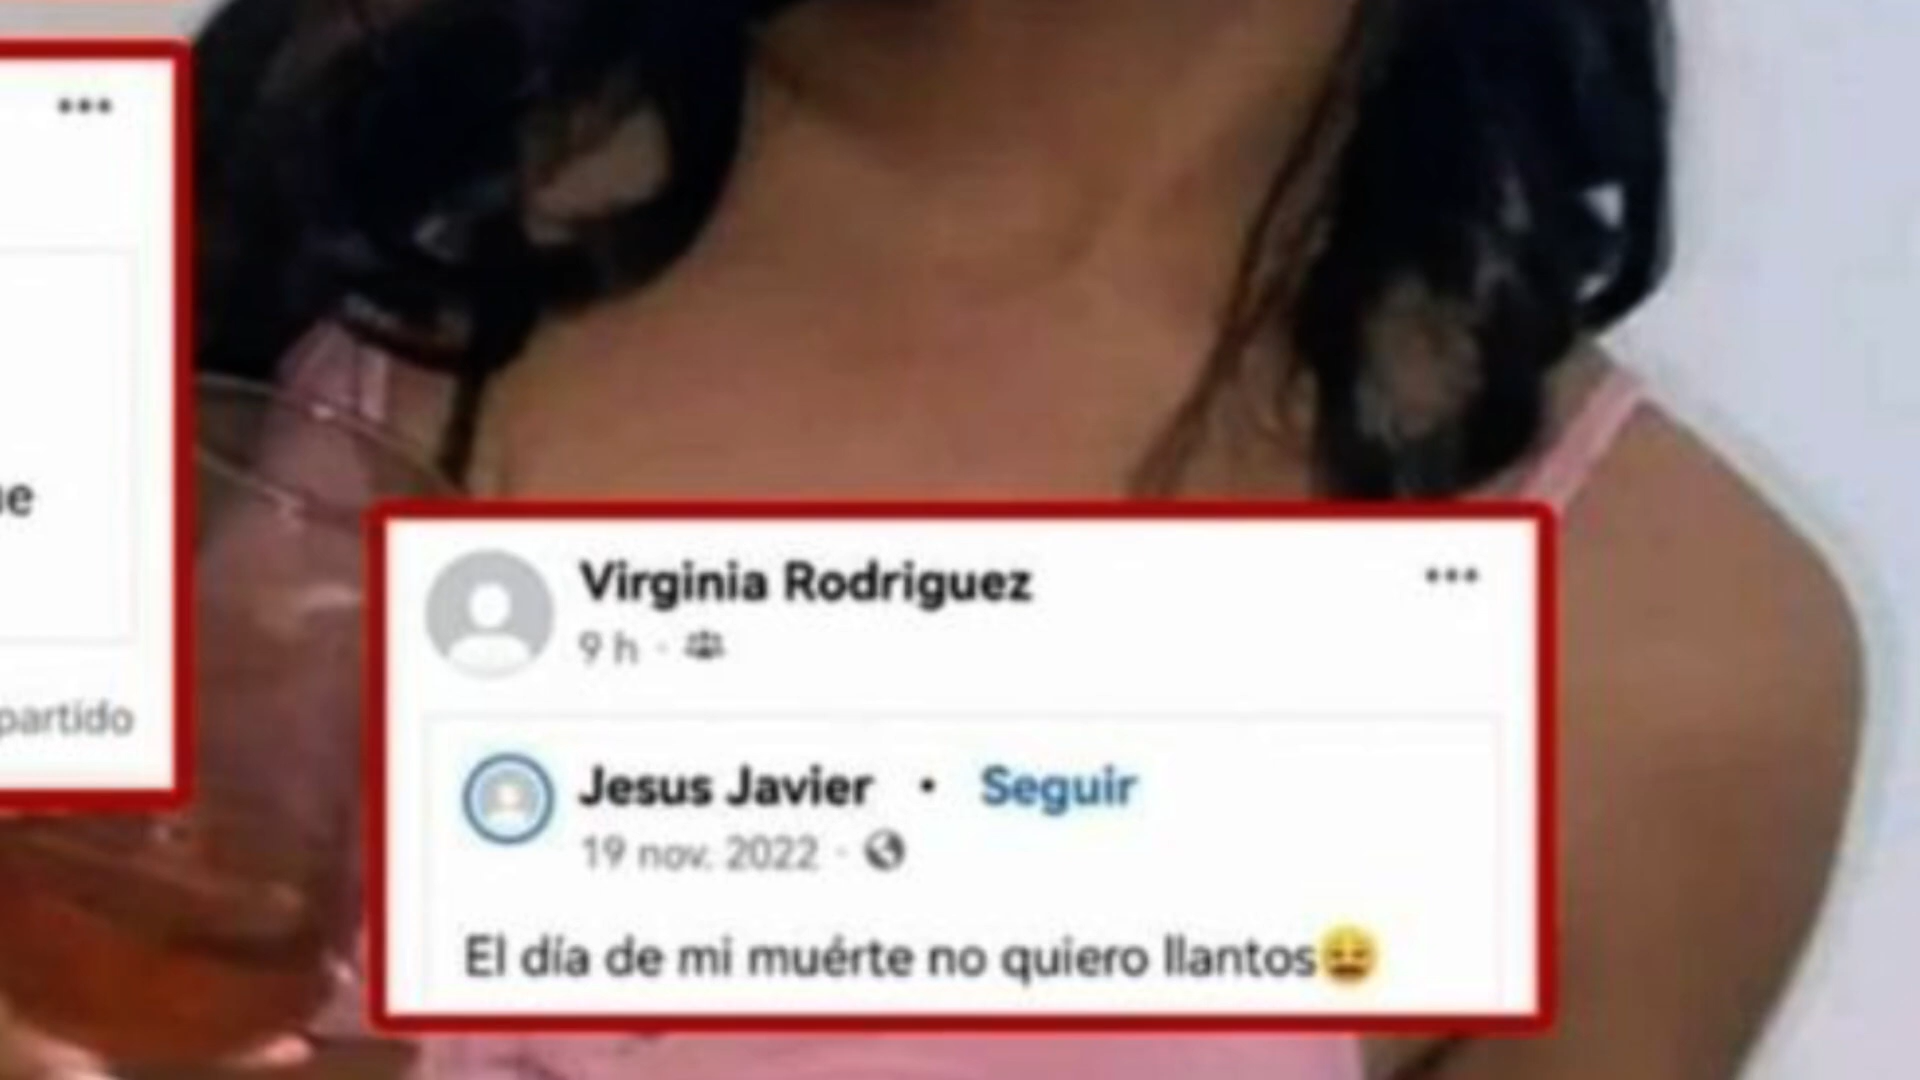 partido
Virginia Rodriguez
9 h
Jesus Javier • Seguir
19 nov. 2022
El día de mi muérte no quiero llantos😩